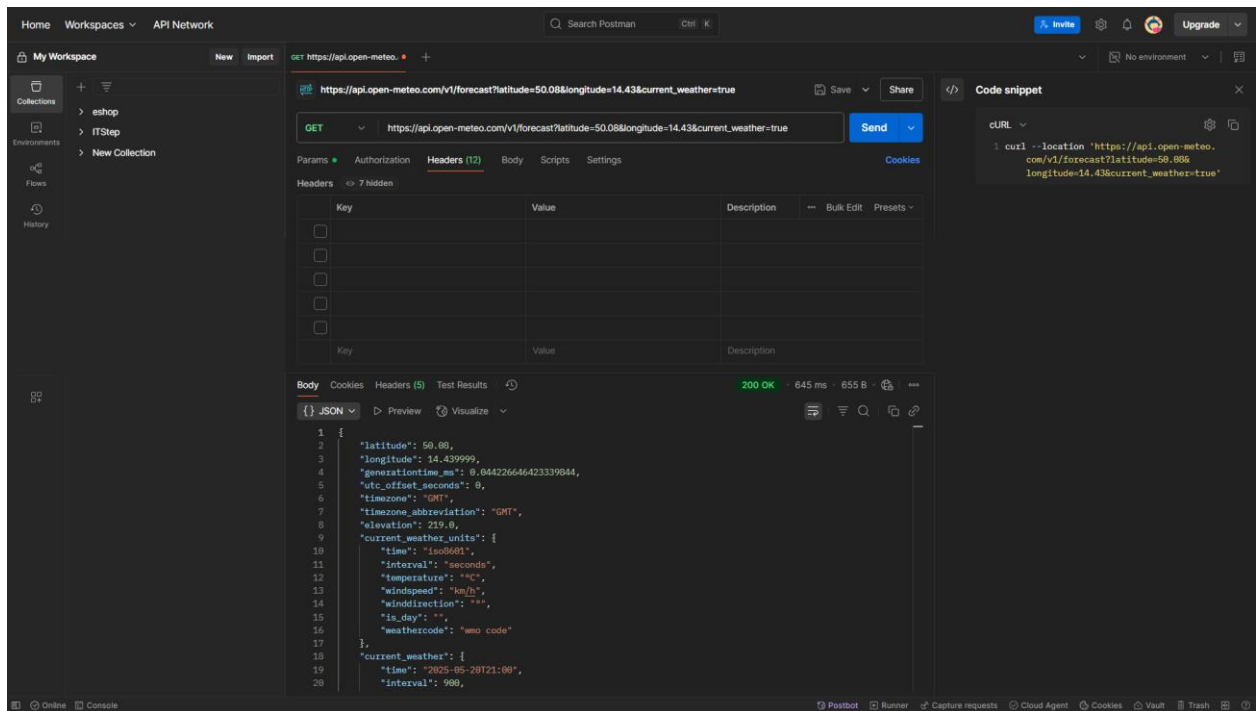 Home Workspaces API Network Search Postman Ctrl K Invite Upgrade
My Workspace New Import GET https://api.open-meteo. No environment
Collections
Environments
Flows
History
eshop
ITStep
New Collection
HTTP https://api.open-meteo.com/v1/forecast?latitude=50.08&longitude=14.43&current_weather=true Save Share
GET https://api.open-meteo.com/v1/forecast?latitude=50.08&longitude=14.43&current_weather=true Send
Params Authorization Headers (12) Body Scripts Settings Cookies
Headers 7 hidden
Key Value Description Bulk Edit Presets
Key Value Description
Body Cookies Headers (5) Test Results 200 OK 645 ms 655 B
{} JSON Preview Visualize
1 {
2 "latitude": 50.08,
3 "longitude": 14.439999,
4 "generationtime_ms": 0.044226646423339844,
5 "utc_offset_seconds": 0,
6 "timezone": "GMT",
7 "timezone_abbreviation": "GMT",
8 "elevation": 219.0,
9 "current_weather_units": {
10 "time": "iso8601",
11 "interval": "seconds",
12 "temperature": "°C",
13 "windspeed": "km/h",
14 "winddirection": "°",
15 "is_day": "",
16 "weathercode": "wmo code"
17 },
18 "current_weather": {
19 "time": "2025-05-20T21:00",
20 "interval": 900,
</> Code snippet
cURL
1 curl --location 'https://api.open-meteo.
com/v1/forecast?latitude=50.08&
longitude=14.43&current_weather=true'
Online Console Postbot Runner Capture requests Cloud Agent Cookies Vault Trash